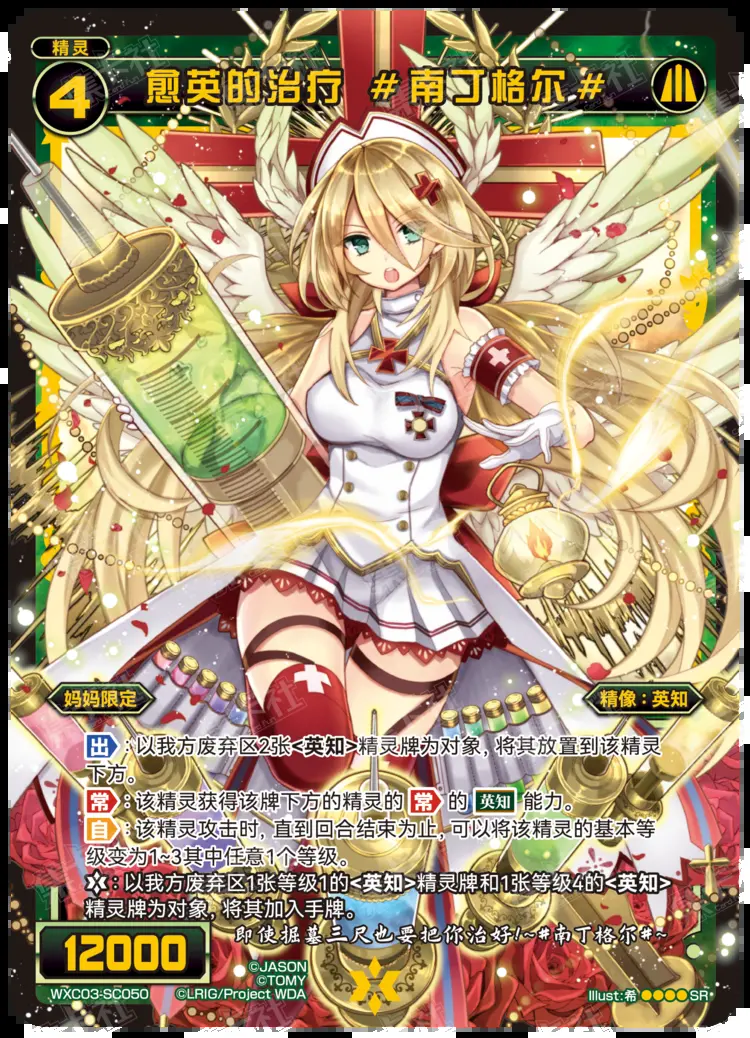 精灵
4 愈英的治疗 #南丁格尔#
妈妈限定
精像：英知
出：以我方废弃区2张<英知>精灵牌为对象，将其放置到该精灵
下方。
常：该精灵获得该牌下方的精灵的 常 的 英知 能力。
自：该精灵攻击时，直到回合结束为止，可以将该精灵的基本等
级变为1~3其中任意1个等级。
：以我方废弃区1张等级1的<英知>精灵牌和1张等级4的<英知>
精灵牌为对象，将其加入手牌。
即使掘墓三尺也要把你治好!~#南丁格尔#~
12000
©JASON
©TOMY
WXC03-SC050 ©LRIG/Project WDA
Illust:希 SR